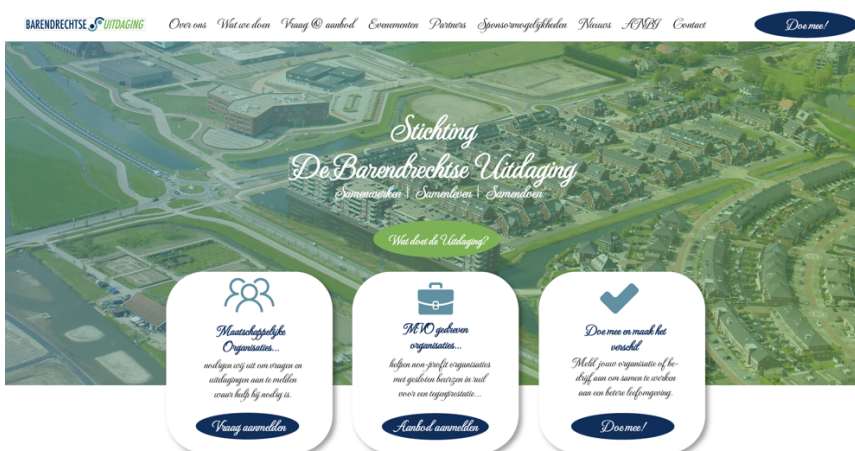 BARENDRECHTSE UITDAGING
Over ons Wat we doen Vraag & aanbod Evenementen Partners Sponsormogelijkheden Nieuws ANBI Contact Doe mee!
Stichting
De Barendrechtse Uitdaging
Samenwerken | Samenleven | Samendoen
Wat doet de Uitdaging?
Maatschappelijke
Organisaties...
nodigen wij uit om vragen en
uitdagingen aan te melden
waar hulp bij nodig is.
Vraag aanmelden
MVO gedreven
organisaties...
helpen non-profit organisaties
met gesloten beurzen in ruil
voor een tegenprestatie...
Aanbod aanmelden
Doe mee en maak het
verschil
Meld jouw organisatie of be-
drijf aan om samen te werken
aan een betere leefomgeving.
Doe mee!